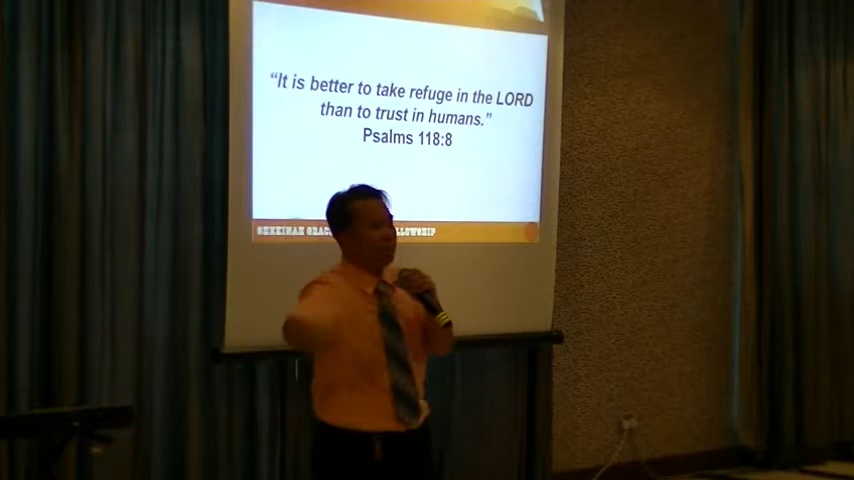 “It is better to take refuge in the LORD
than to trust in humans.”
Psalms 118:8